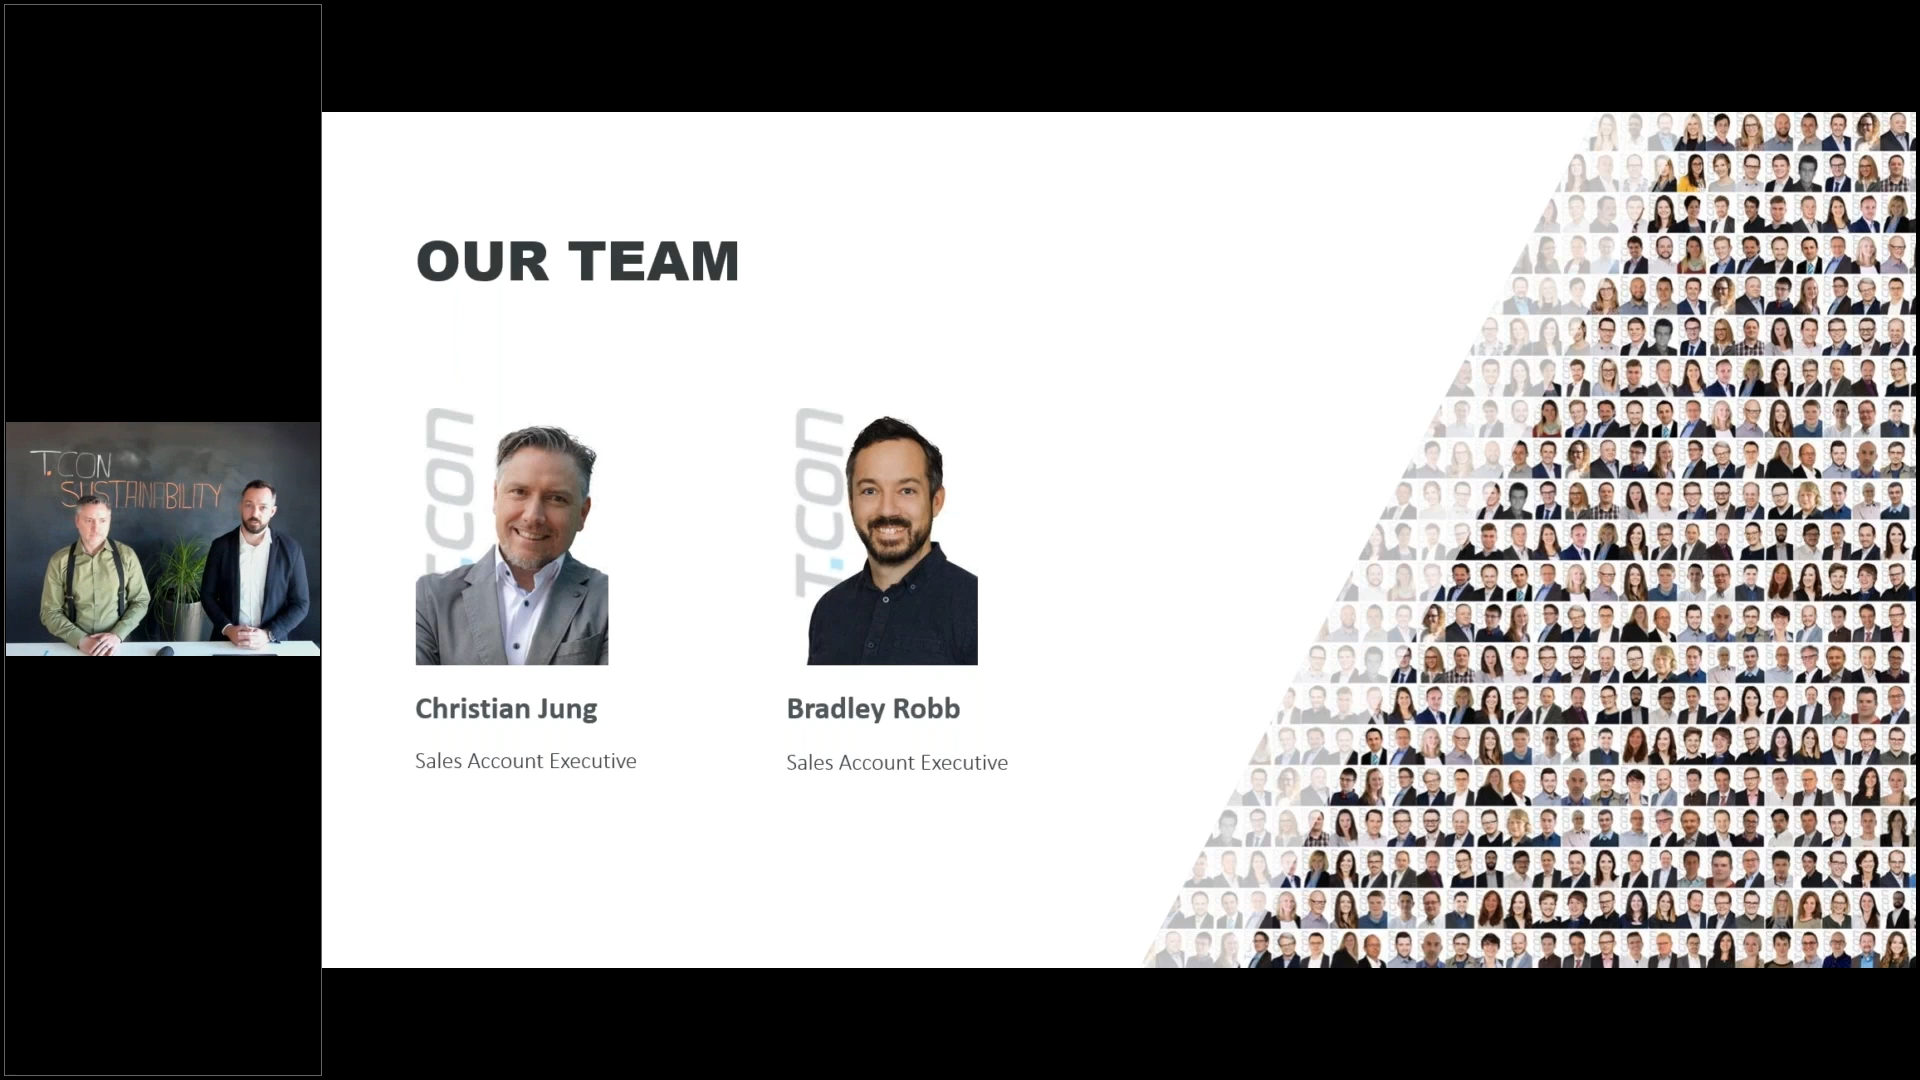 T.CON
SUSTAINABILITY
OUR TEAM
T.CON
T.CON
Christian Jung
Bradley Robb
Sales Account Executive
Sales Account Executive